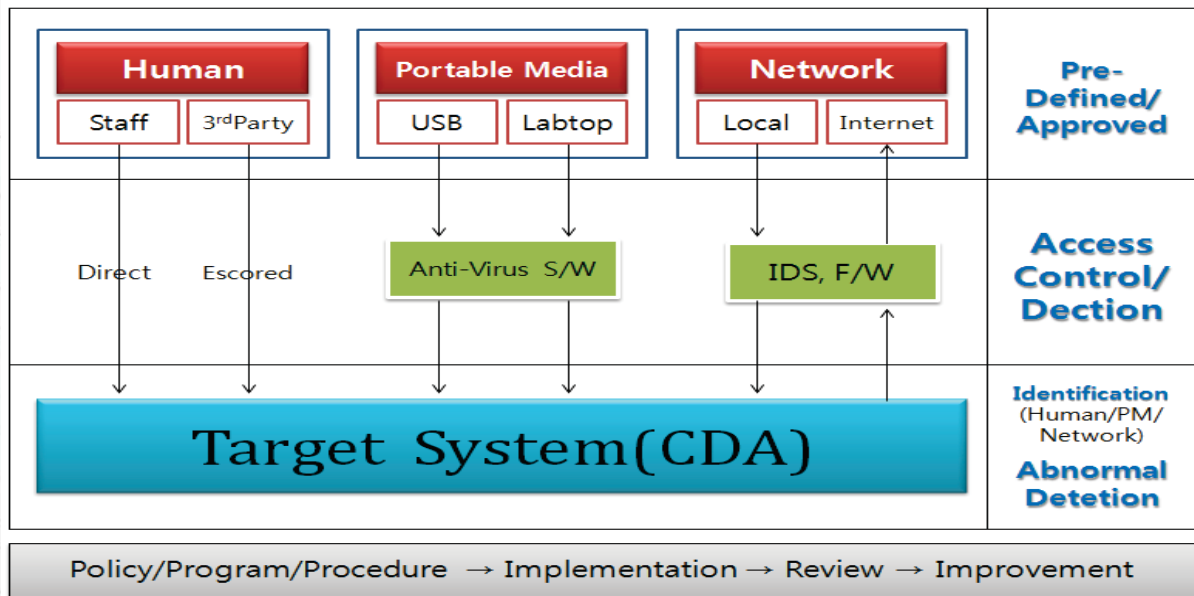 Human
Portable Media
Network
Staff
3rdParty
USB
Labtop
Local
Internet
Pre-
Defined/
Approved
Direct
Escored
Anti-Virus S/W
IDS, F/W
Access
Control/
Dection
Target System(CDA)
Identification
(Human/PM/
Network)
Abnormal
Detetion
Policy/Program/Procedure → Implementation → Review → Improvement